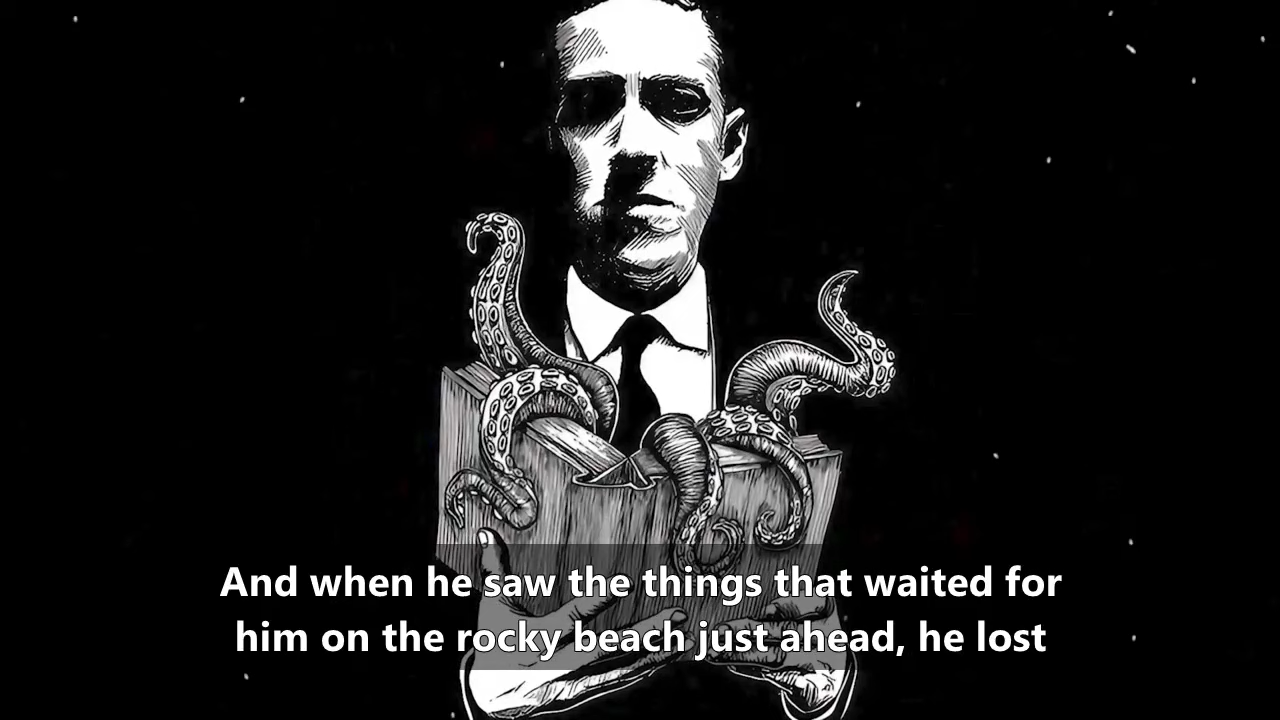 And when he saw the things that waited for
him on the rocky beach just ahead, he lost